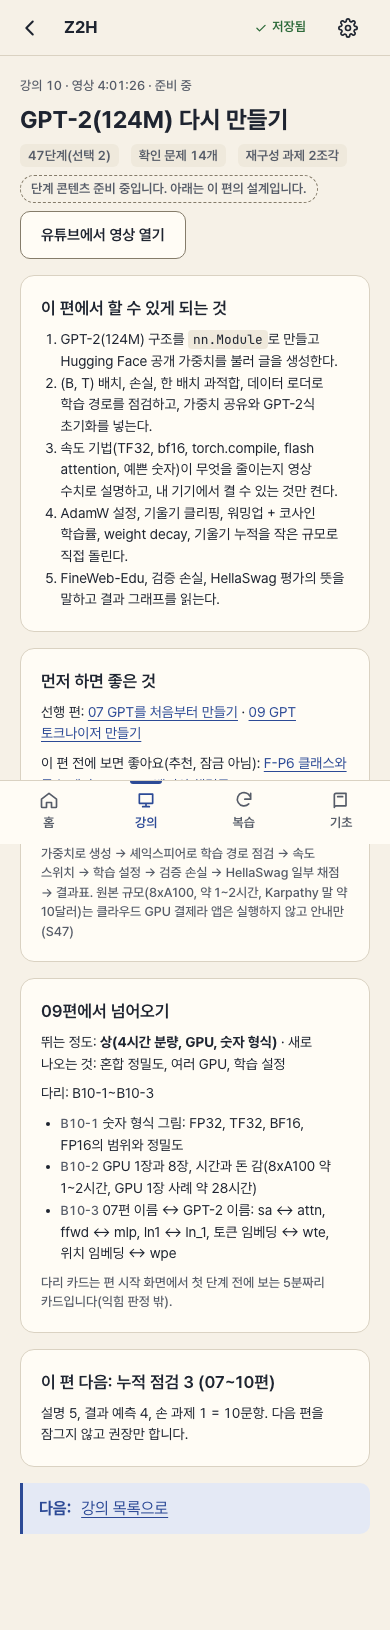 Z2H
저장됨
강의 10 · 영상 4:01:26 · 준비 중
GPT-2(124M) 다시 만들기
47단계(선택 2) 확인 문제 14개 재구성 과제 2조각
단계 콘텐츠 준비 중입니다. 아래는 이 편의 설계입니다.
유튜브에서 영상 열기
이 편에서 할 수 있게 되는 것
1. GPT-2(124M) 구조를 nn.Module로 만들고
Hugging Face 공개 가중치를 불러 글을 생성한다.
2. (B, T) 배치, 손실, 한 배치 과적합, 데이터 로더로
학습 경로를 점검하고, 가중치 공유와 GPT-2식
초기화를 넣는다.
3. 속도 기법(TF32, bf16, torch.compile, flash
attention, 예쁜 숫자)이 무엇을 줄이는지 영상
수치로 설명하고, 내 기기에서 켤 수 있는 것만 켠다.
4. AdamW 설정, 기울기 클리핑, 워밍업 + 코사인
학습률, weight decay, 기울기 누적을 작은 규모로
직접 돌린다.
5. FineWeb-Edu, 검증 손실, HellaSwag 평가의 뜻을
말하고 결과 그래프를 읽는다.
먼저 하면 좋은 것
선행 편: 07 GPT를 처음부터 만들기 · 09 GPT
토크나이저 만들기
이 편 전에 보면 좋아요(추천, 잠금 아님): F-P6 클래스와
홈
강의
복습
기초
가중치로 생성 → 셰익스피어로 학습 경로 점검 → 속도
스위치 → 학습 설정 → 검증 손실 → HellaSwag 일부 채점
→ 결과표. 원본 규모(8xA100, 약 1~2시간, Karpathy 말 약
10달러)는 클라우드 GPU 결제라 앱은 실행하지 않고 안내만
(S47)
09편에서 넘어오기
뛰는 정도: 상(4시간 분량, GPU, 숫자 형식) · 새로
나오는 것: 혼합 정밀도, 여러 GPU, 학습 설정
다리: B10-1~B10-3
• B10-1 숫자 형식 그림: FP32, TF32, BF16,
FP16의 범위와 정밀도
• B10-2 GPU 1장과 8장, 시간과 돈 감(8xA100 약
1~2시간, GPU 1장 사례 약 28시간)
• B10-3 07편 이름 ↔ GPT-2 이름: sa ↔ attn,
ffwd ↔ mlp, ln1 ↔ ln_1, 토큰 임베딩 ↔ wte,
위치 임베딩 ↔ wpe
다리 카드는 편 시작 화면에서 첫 단계 전에 보는 5분짜리
카드입니다(익힘 판정 밖).
이 편 다음: 누적 점검 3 (07~10편)
설명 5, 결과 예측 4, 손 과제 1 = 10문항. 다음 편을
잠그지 않고 권장만 합니다.
다음: 강의 목록으로